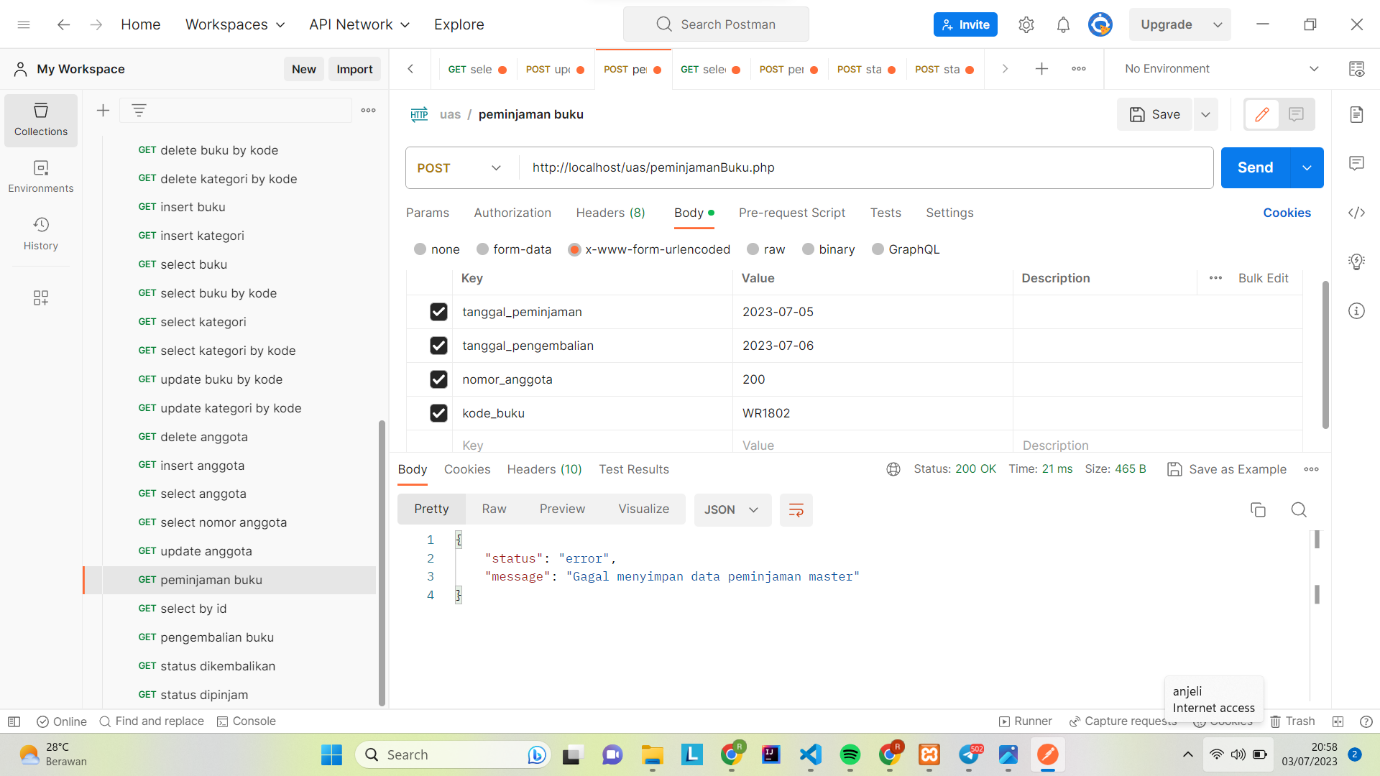 Home Workspaces API Network Explore Search Postman Invite Upgrade
My Workspace New Import
GET sele POST upd POST per GET selec POST per POST sta POST sta No Environment
Collections
Environments
History
GET delete buku by kode
GET delete kategori by kode
GET insert buku
GET insert kategori
GET select buku
GET select buku by kode
GET select kategori
GET select kategori by kode
GET update buku by kode
GET update kategori by kode
GET delete anggota
GET insert anggota
GET select anggota
GET select nomor anggota
GET update anggota
GET peminjaman buku
GET select by id
GET pengembalian buku
GET status dikembalikan
GET status dipinjam
HTTP uas / peminjaman buku Save
POST http://localhost/uas/peminjamanBuku.php Send
Params Authorization Headers (8) Body Pre-request Script Tests Settings Cookies
none form-data x-www-form-urlencoded raw binary GraphQL
Key Value Description Bulk Edit
tanggal_peminjaman 2023-07-05
tanggal_pengembalian 2023-07-06
nomor_anggota 200
kode_buku WR1802
Key Value Description
Body Cookies Headers (10) Test Results Status: 200 OK Time: 21 ms Size: 465 B Save as Example
Pretty Raw Preview Visualize JSON
1 {
2 "status": "error",
3 "message": "Gagal menyimpan data peminjaman master"
4 }
anjeli
Internet access
Online Find and replace Console Runner Capture requests Cookies Trash
28°C
Berawan
Search
R
R
502
20:58
03/07/2023
2